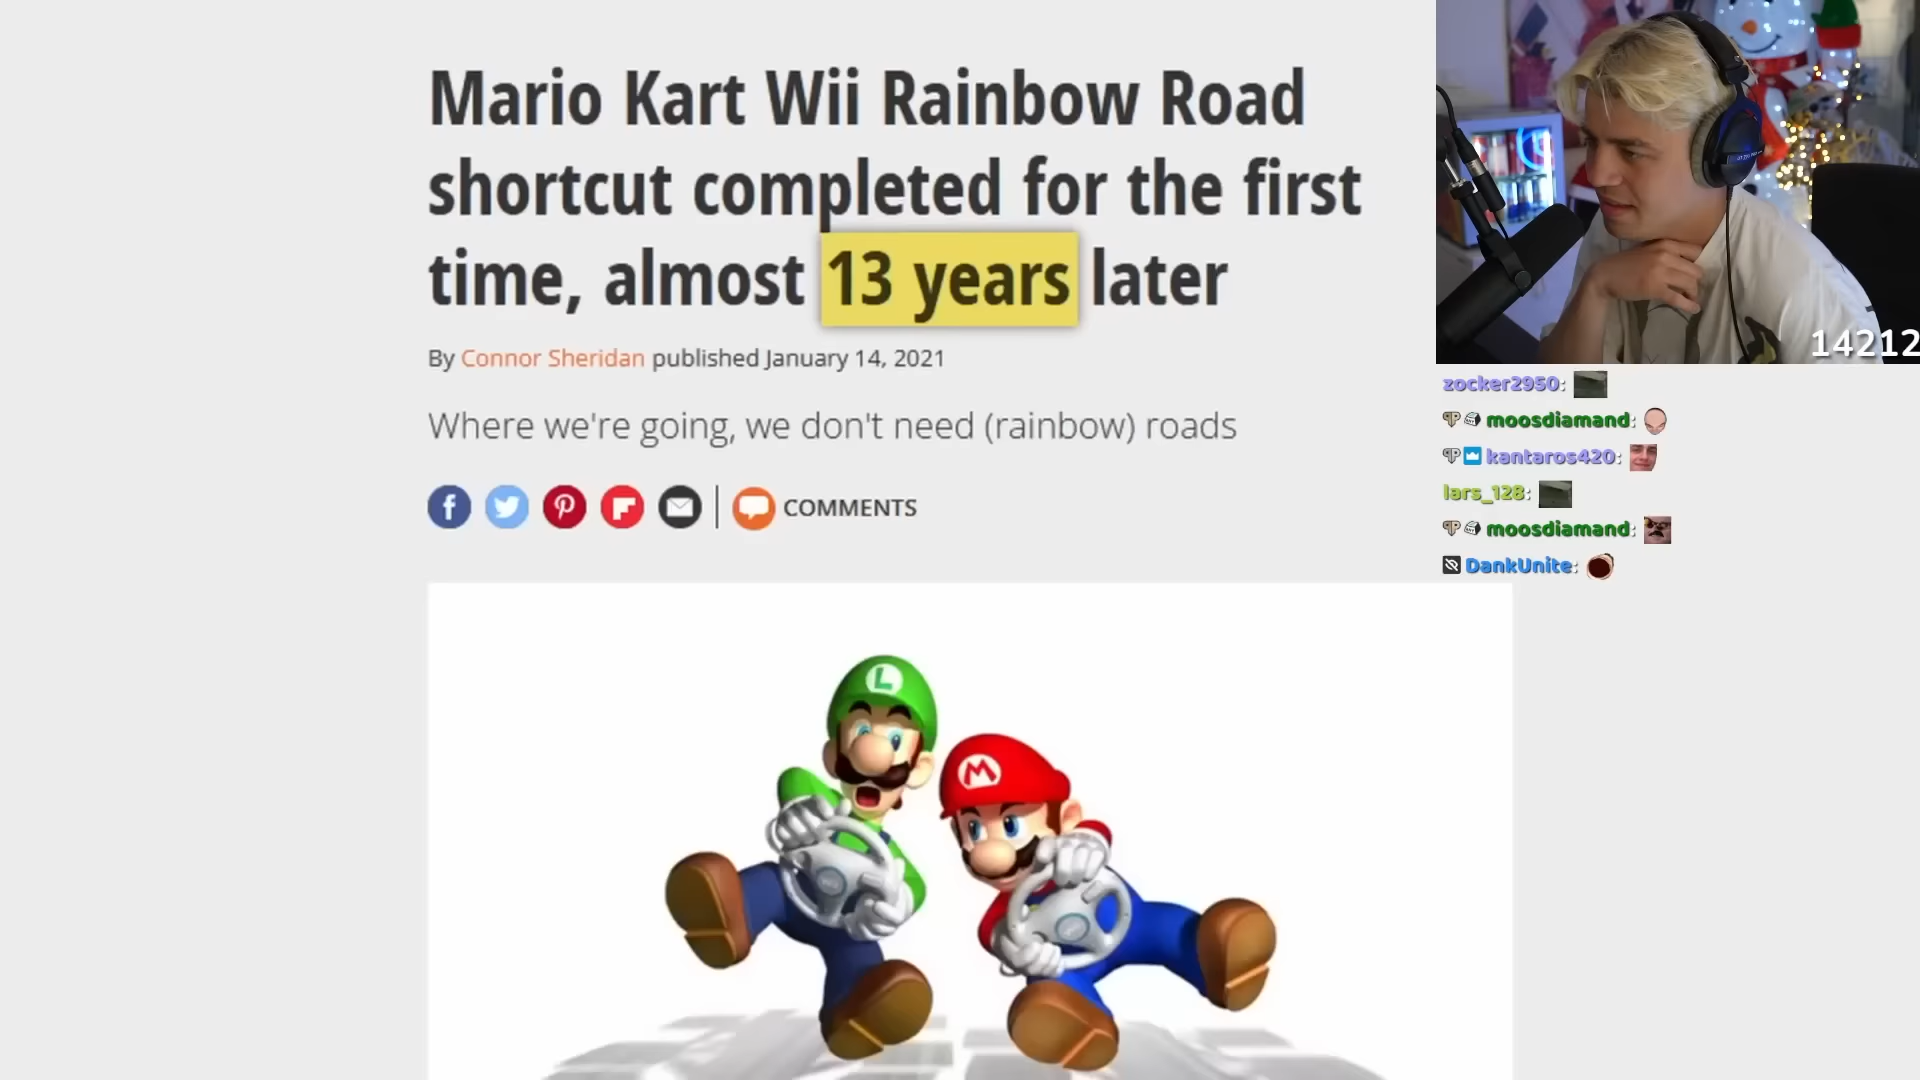 Mario Kart Wii Rainbow Road
shortcut completed for the first
time, almost 13 years later
By Connor Sheridan published January 14, 2021
Where we're going, we don't need (rainbow) roads
COMMENTS
L
M
14212
zocker2950:
moosdiamand:
kantaros420:
lars_128:
moosdiamand:
DankUnite: